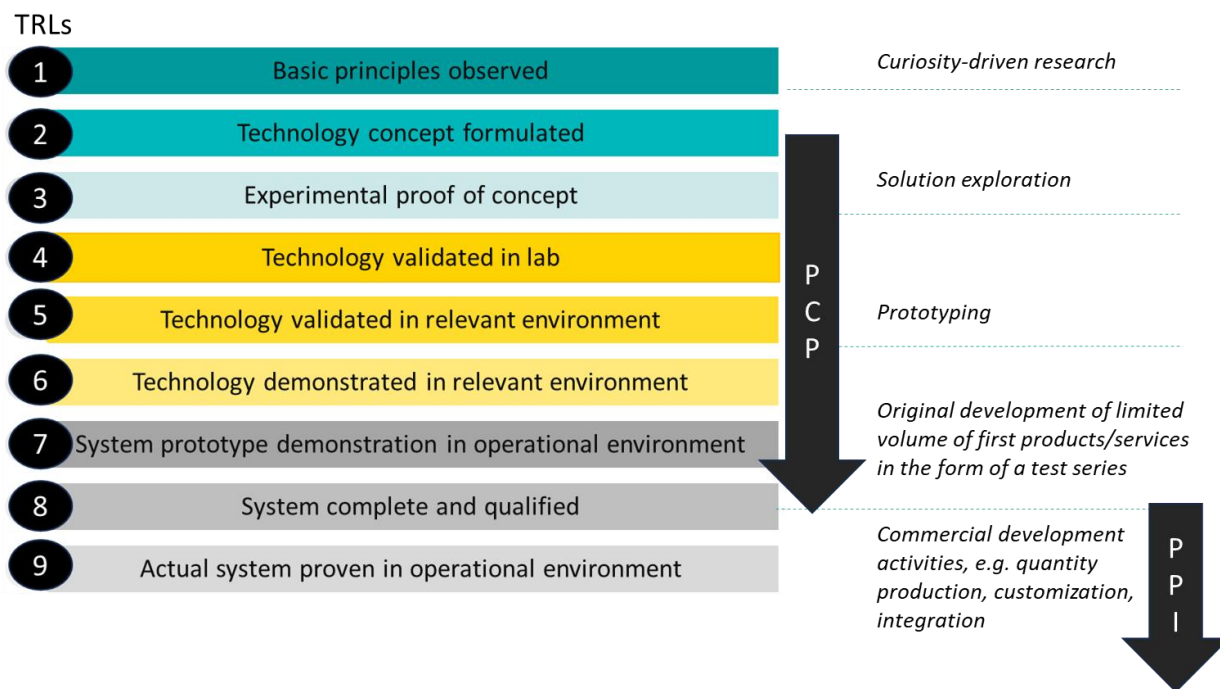 TRLs
1
Basic principles observed
Curiosity-driven research
2
Technology concept formulated
3
Experimental proof of concept
Solution exploration
4
Technology validated in lab
5
Technology validated in relevant environment
Prototyping
6
Technology demonstrated in relevant environment
7
System prototype demonstration in operational environment
Original development of limited
volume of first products/services
in the form of a test series
8
System complete and qualified
9
Actual system proven in operational environment
Commercial development
activities, e.g. quantity
production, customization,
integration
P
C
P
P
P
I